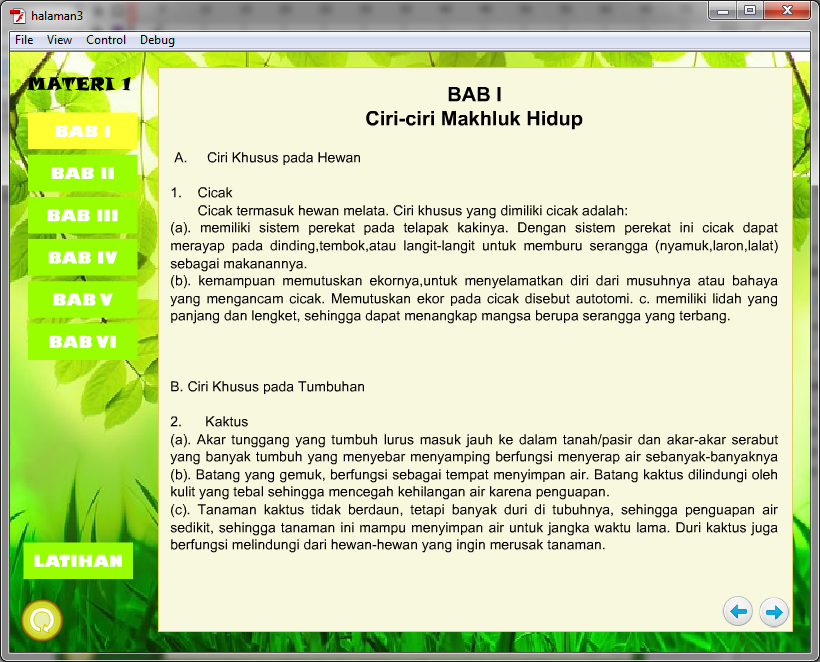 halaman3
File View Control Debug
MATERI 1
BAB I
BAB II
BAB III
BAB IV
BAB V
BAB VI
LATIHAN
BAB I
Ciri-ciri Makhluk Hidup
A. Ciri Khusus pada Hewan
1. Cicak
Cicak termasuk hewan melata. Ciri khusus yang dimiliki cicak adalah:
(a). memiliki sistem perekat pada telapak kakinya. Dengan sistem perekat ini cicak dapat
merayap pada dinding,tembok,atau langit-langit untuk memburu serangga (nyamuk,laron,lalat)
sebagai makanannya.
(b). kemampuan memutuskan ekornya,untuk menyelamatkan diri dari musuhnya atau bahaya
yang mengancam cicak. Memutuskan ekor pada cicak disebut autotomi. c. memiliki lidah yang
panjang dan lengket, sehingga dapat menangkap mangsa berupa serangga yang terbang.
B. Ciri Khusus pada Tumbuhan
2. Kaktus
(a). Akar tunggang yang tumbuh lurus masuk jauh ke dalam tanah/pasir dan akar-akar serabut
yang banyak tumbuh yang menyebar menyamping berfungsi menyerap air sebanyak-banyaknya
(b). Batang yang gemuk, berfungsi sebagai tempat menyimpan air. Batang kaktus dilindungi oleh
kulit yang tebal sehingga mencegah kehilangan air karena penguapan.
(c). Tanaman kaktus tidak berdaun, tetapi banyak duri di tubuhnya, sehingga penguapan air
sedikit, sehingga tanaman ini mampu menyimpan air untuk jangka waktu lama. Duri kaktus juga
berfungsi melindungi dari hewan-hewan yang ingin merusak tanaman.